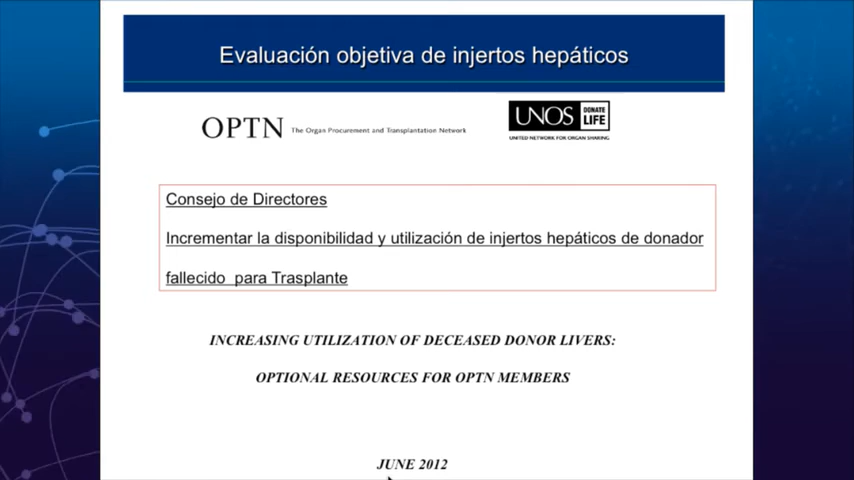 Evaluación objetiva de injertos hepáticos
OPTN The Organ Procurement and Transplantation Network
UNOS DONATE LIFE
UNITED NETWORK FOR ORGAN SHARING
Consejo de Directores
Incrementar la disponibilidad y utilización de injertos hepáticos de donador
fallecido para Trasplante
INCREASING UTILIZATION OF DECEASED DONOR LIVERS:
OPTIONAL RESOURCES FOR OPTN MEMBERS
JUNE 2012